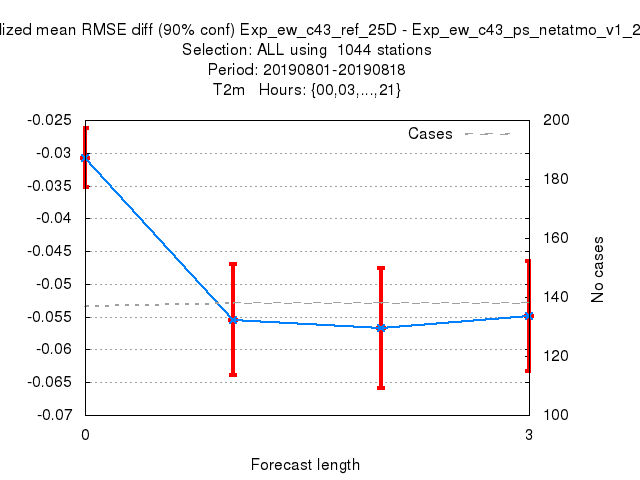 lized mean RMSE diff (90% conf) Exp_ew_c43_ref_25D - Exp_ew_c43_ps_netatmo_v1_2
Selection: ALL using  1044 stations
Period: 20190801-20190818
T2m   Hours: {00,03,...,21}
-0.025
-0.03
-0.035
-0.04
-0.045
-0.05
-0.055
-0.06
-0.065
-0.07
Cases
200
180
160
140
120
100
No cases
0
3
Forecast length